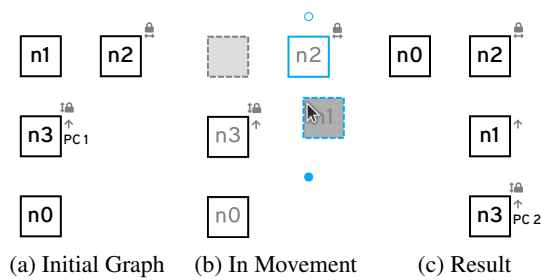 n1 n2 n2 n0 n2
n3 PC 1 n3 n1 n1
n0 n0 n3 PC 2
(a) Initial Graph (b) In Movement (c) Result